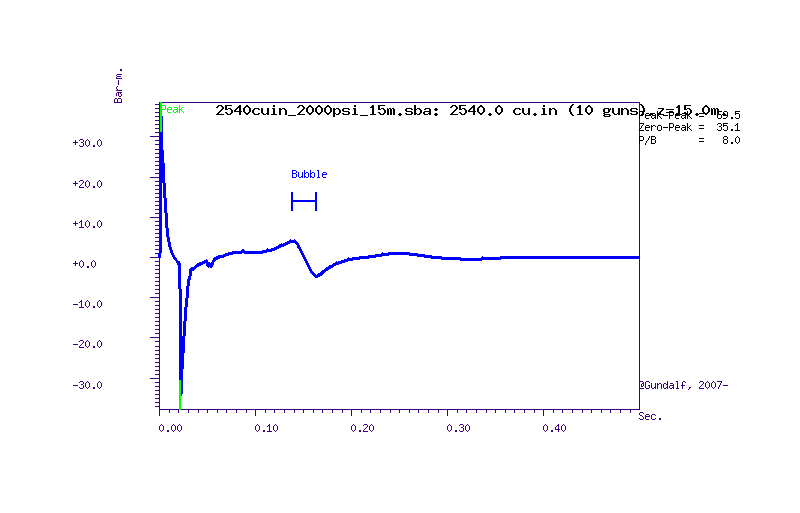 Bar-m.
Peak
2540cuin_2000psi_15m.sba: 2540.0 cu.in (10 guns), z=15.0m
Peak-Peak = 69.5
Zero-Peak = 35.1
P/B = 8.0
+30.0
Bubble
+20.0
+10.0
+0.0
-10.0
-20.0
-30.0
©Gundalf, 2007-
Sec.
0.00 0.10 0.20 0.30 0.40